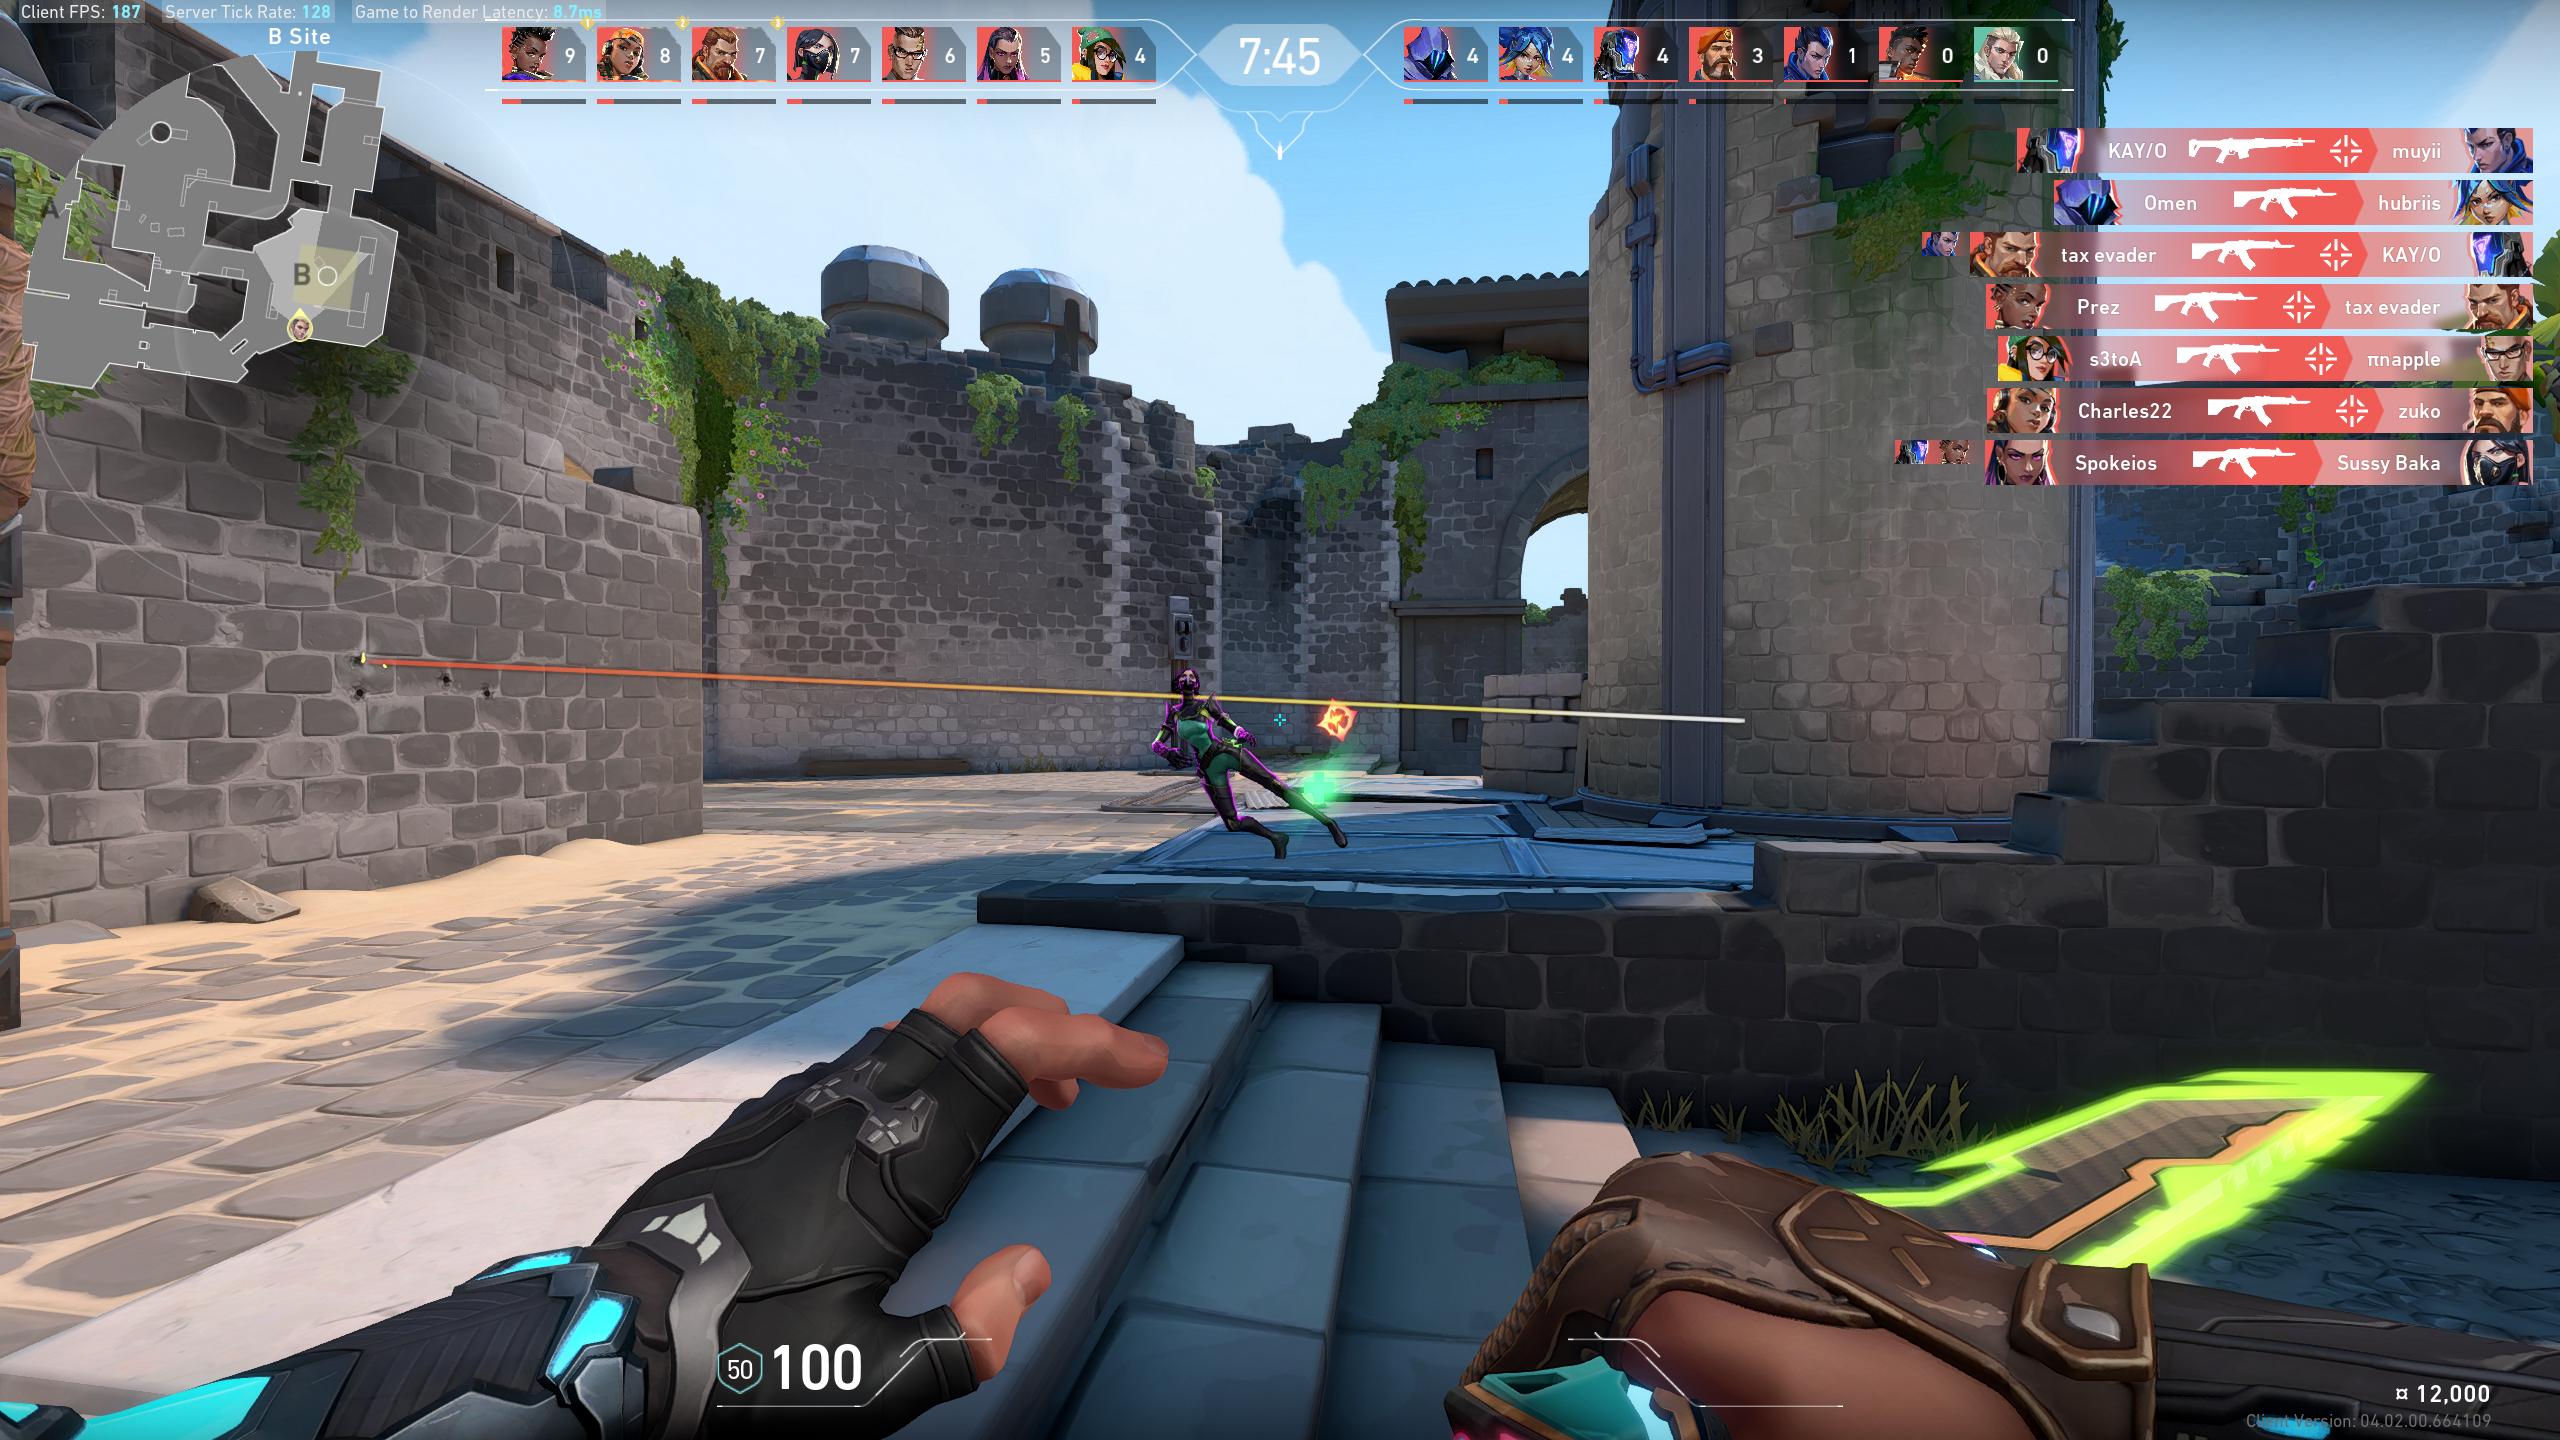 Client FPS: 187 Server Tick Rate: 128 Game to Render Latency: 8.7ms
B Site
1 2 3
9 8 7 7 6 5 4
7:45
4 4 4 3 1 0 0
A
B
KAY/O muyii
Omen hubriis
tax evader KAY/O
Prez tax evader
s3toA πnapple
Charles22 zuko
Spokeios Sussy Baka
50 100
¤ 12,000
Client Version: 04.02.00.664109